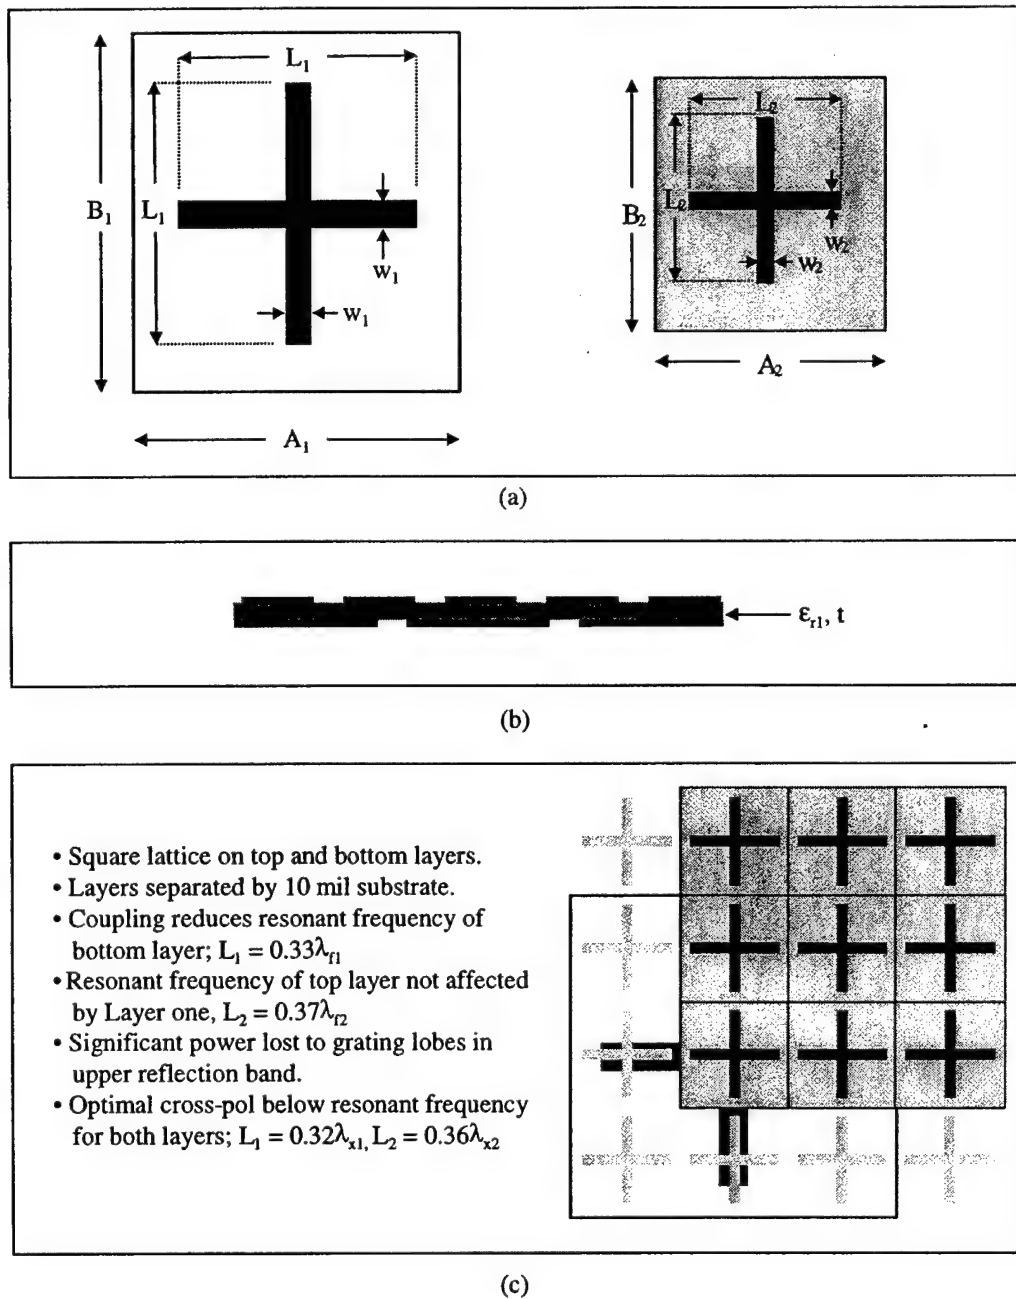 L₁
B₁
L₁
w₁
w₁
A₁
L₂
B₂
L₂
w₂
w₂
A₂
(a)
εr1, t
(b)
• Square lattice on top and bottom layers.
• Layers separated by 10 mil substrate.
• Coupling reduces resonant frequency of
bottom layer; L₁ = 0.33λf1
• Resonant frequency of top layer not affected
by Layer one, L₂ = 0.37λf2
• Significant power lost to grating lobes in
upper reflection band.
• Optimal cross-pol below resonant frequency
for both layers; L₁ = 0.32λx1, L₂ = 0.36λx2
(c)